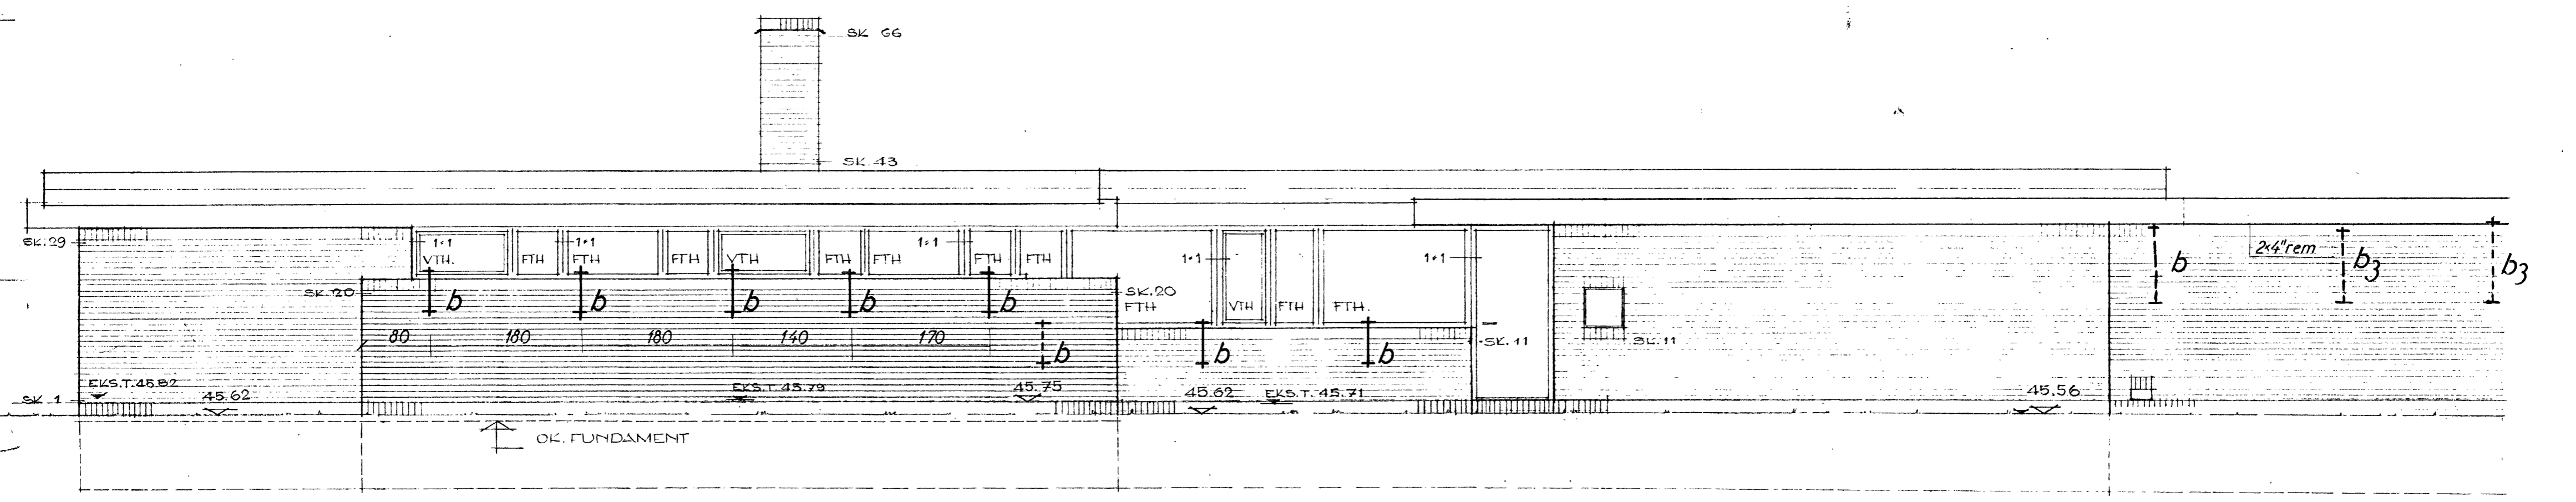 SK 66
SK. 43
SK. 29
1·1
1·1
1·1
VTH.
FTH
FTH
FTH
VTH
FTH
FTH
FTH
FTH
1·1
1·1
b
2×4" rem
b3
b3
SK. 20
b
b
b
b
b
SK. 20
FTH
VTH
FTH
FTH.
80
180
180
140
170
b
b
b
SK. 11
SK. 11
EKS.T. 45.82
45.62
EKS.T. 45.79
45.75
45.62
EKS.T. 45.71
45.56
SK. 1
OK. FUNDAMENT